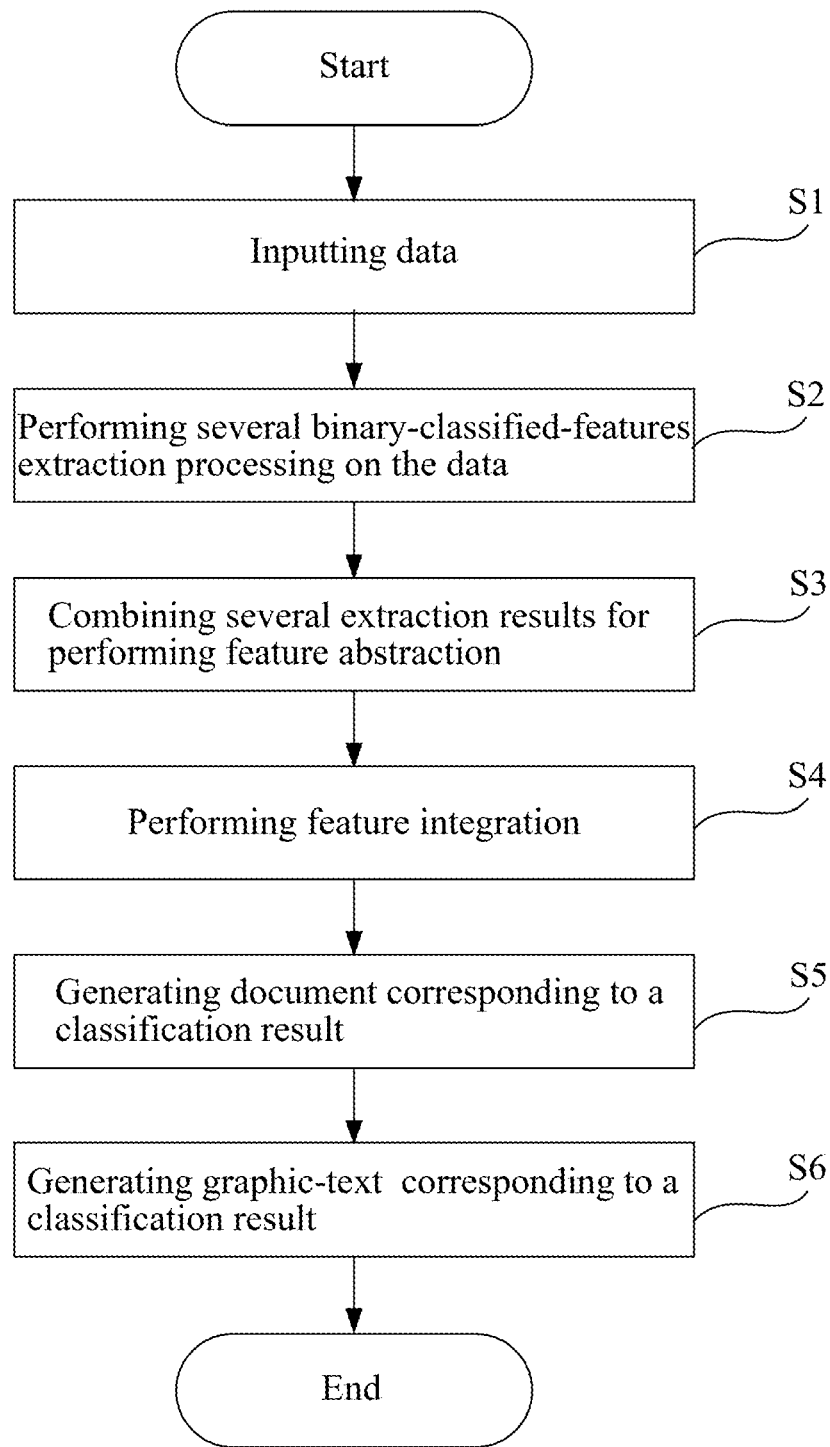 Start
S1
Inputting data
S2
Performing several binary-classified-features
extraction processing on the data
S3
Combining several extraction results for
performing feature abstraction
S4
Performing feature integration
S5
Generating document corresponding to a
classification result
S6
Generating graphic-text corresponding to a
classification result
End